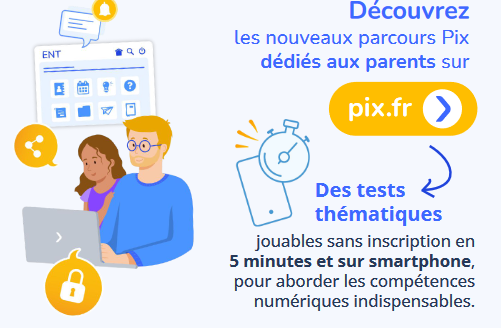 Découvrez
les nouveaux parcours Pix
dédiés aux parents sur
ENT
pix.fr
Des tests
thématiques
jouables sans inscription en
5 minutes et sur smartphone,
pour aborder les compétences
numériques indispensables.